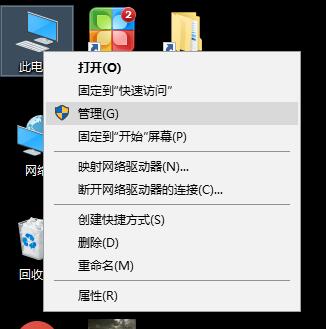 2
此电
打开(O)
固定到"快速访问"
管理(G)
固定到"开始"屏幕(P)
网络
映射网络驱动器(N)...
断开网络驱动器的连接(C)...
创建快捷方式(S)
删除(D)
回收
重命名(M)
属性(R)